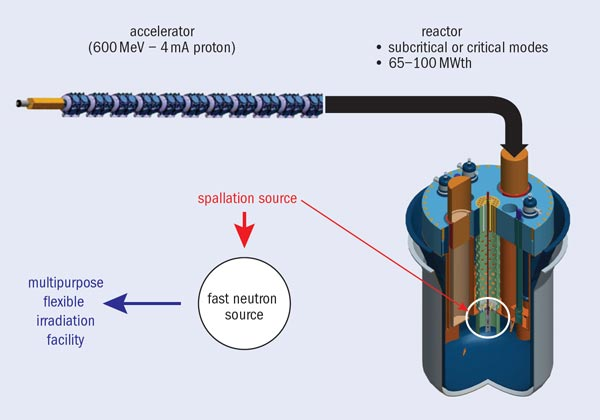 accelerator
(600 MeV – 4 mA proton)
reactor
• subcritical or critical modes
• 65–100 MWth
spallation source
fast neutron
source
multipurpose
flexible
irradiation
facility